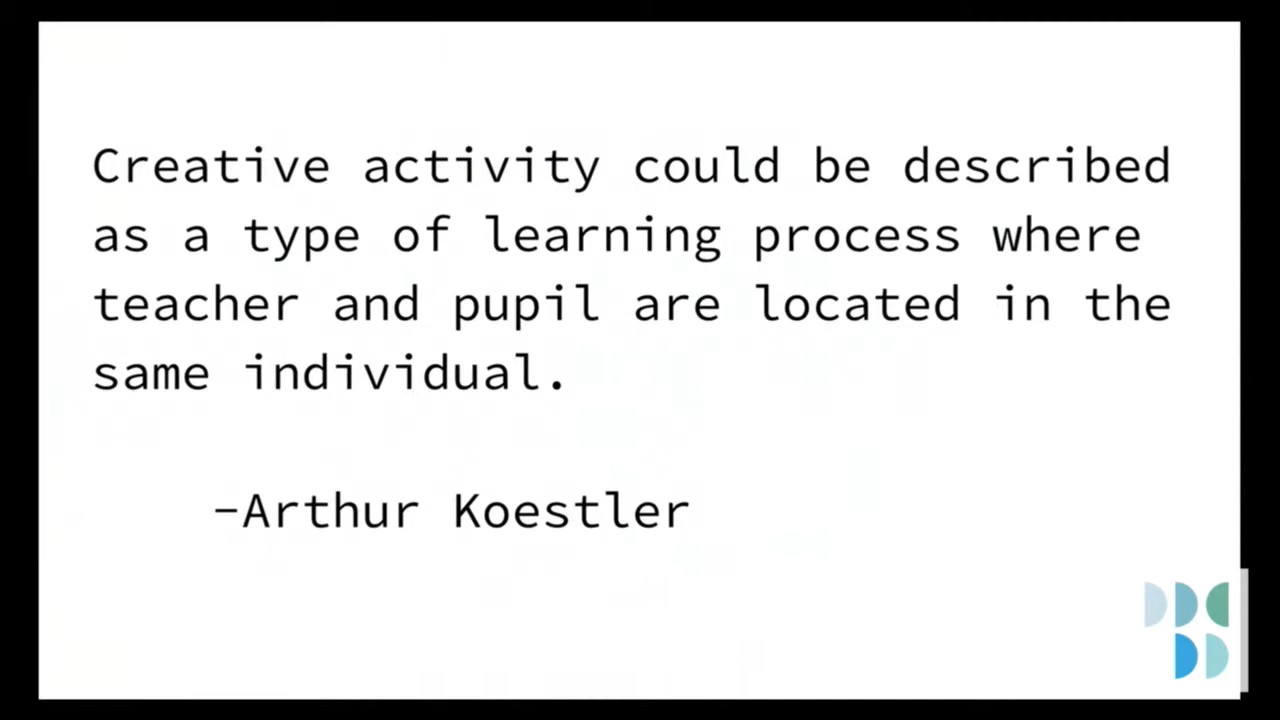 Creative activity could be described
as a type of learning process where
teacher and pupil are located in the
same individual.
-Arthur Koestler